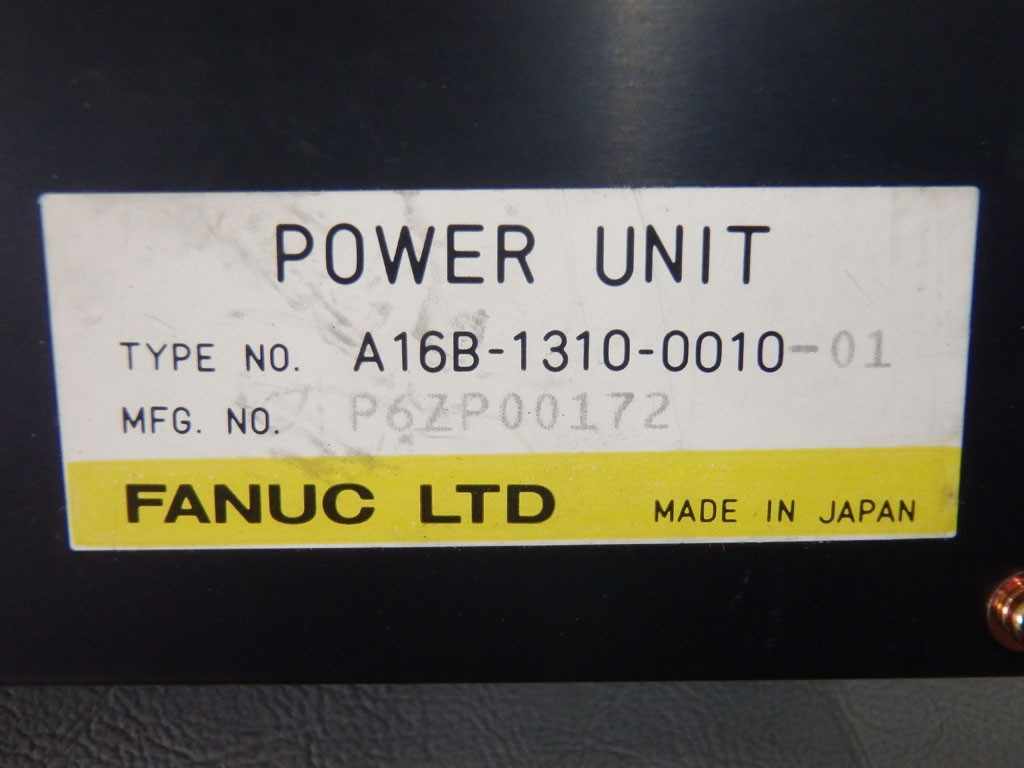 POWER UNIT
TYPE NO. A16B-1310-0010-01
MFG. NO. P6ZP00172
FANUC LTD MADE IN JAPAN